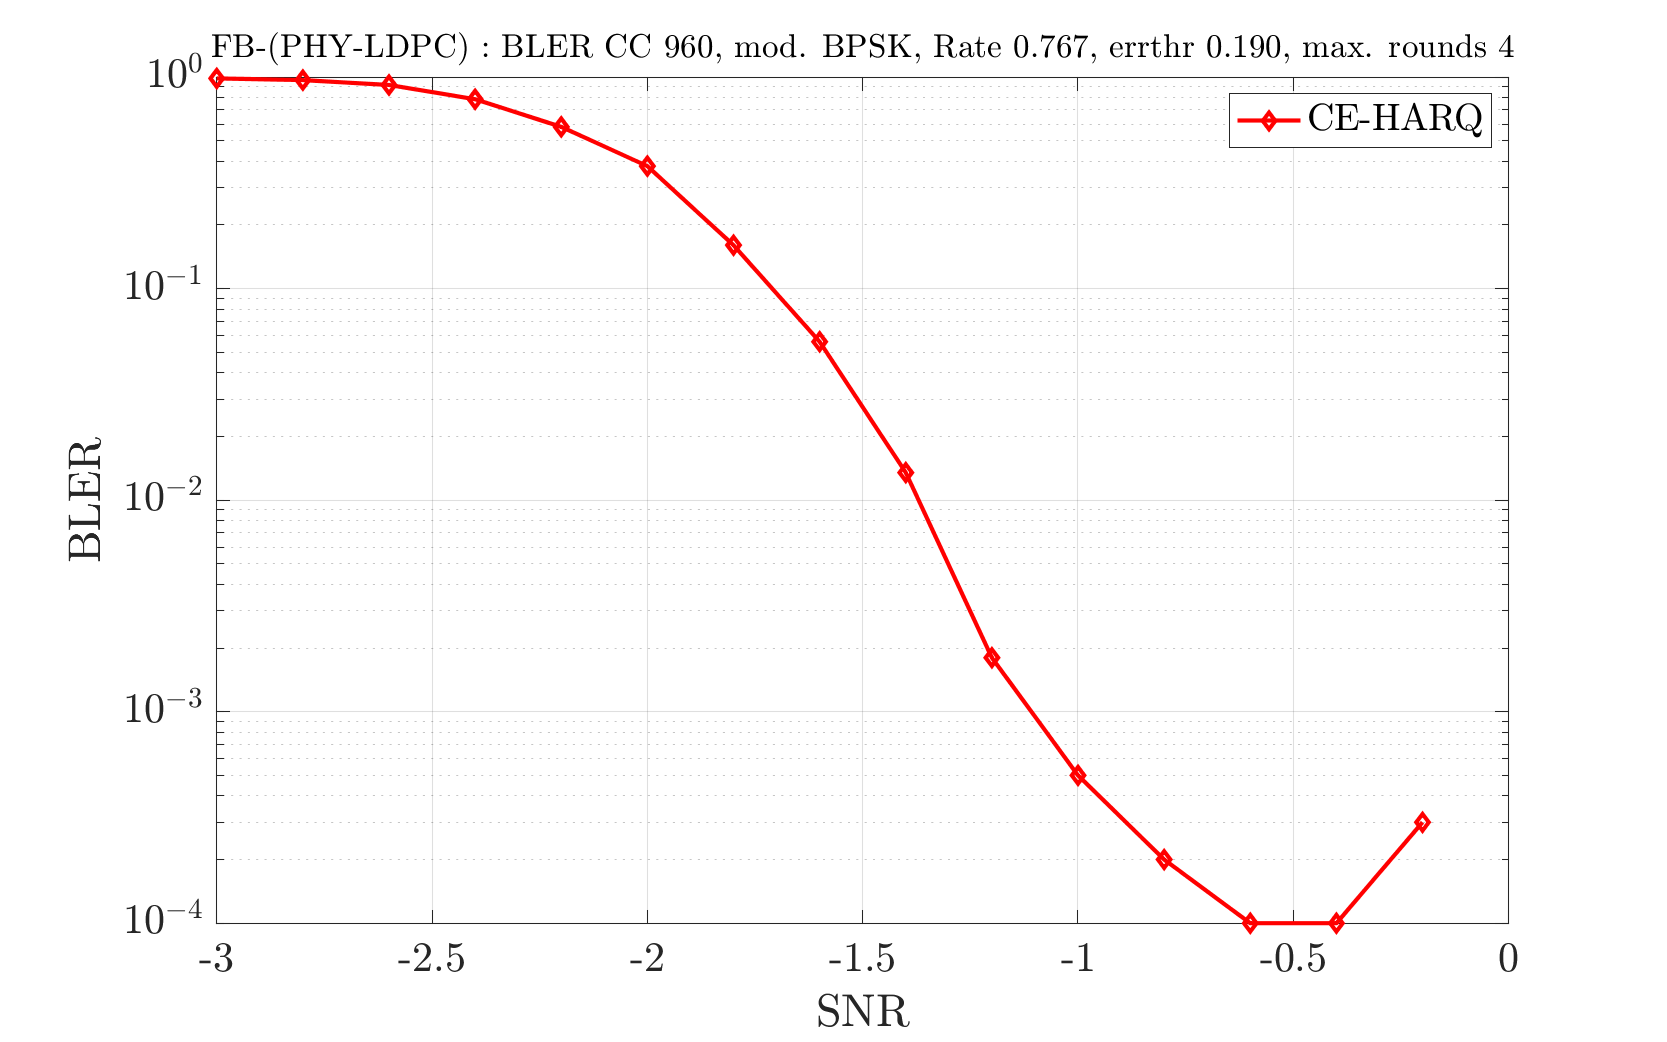 FB-(PHY-LDPC) : BLER CC 960, mod. BPSK, Rate 0.767, errthr 0.190, max. rounds 4
CE-HARQ
10^0
10^{-1}
10^{-2}
10^{-3}
10^{-4}
BLER
-3 -2.5 -2 -1.5 -1 -0.5 0
SNR